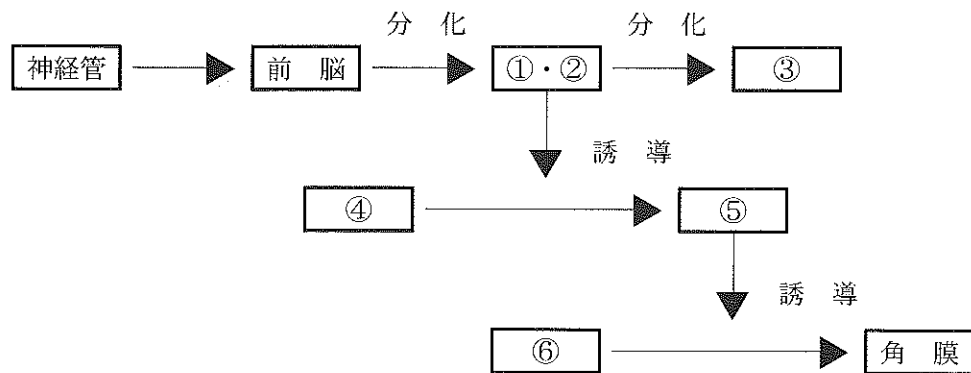 分 化 分 化
神経管 前 脳 ①・② ③
誘 導
④ ⑤
誘 導
⑥ 角 膜